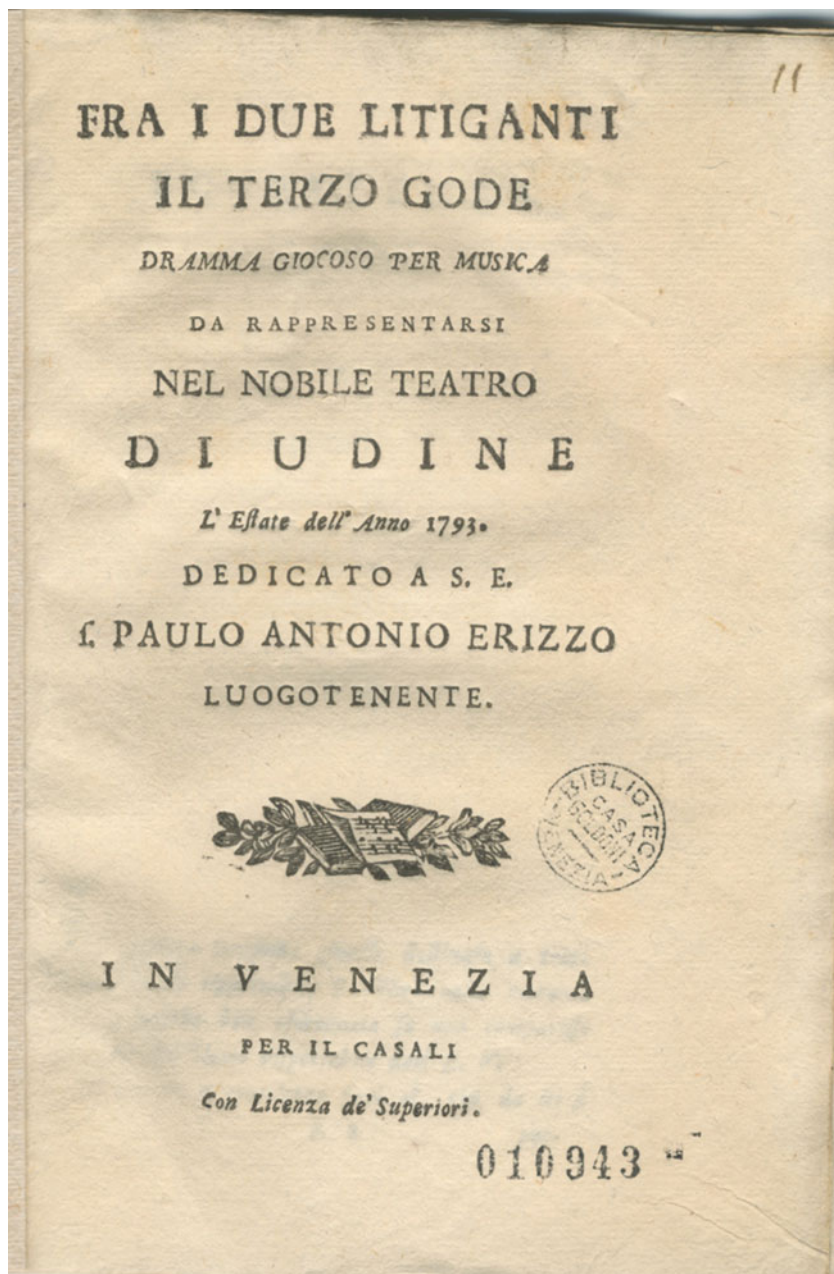 11
FRA I DUE LITIGANTI
IL TERZO GODE
DRAMMA GIOCOSO PER MUSICA
DA RAPPRESENTARSI
NEL NOBILE TEATRO
DI UDINE
L' Eſtate dell' Anno 1793.
DEDICATO A S. E.
ſ. PAULO ANTONIO ERIZZO
LUOGOTENENTE.
BIBLIOTECA
CASA
GOLDONI
VENEZIA
IN VENEZIA
PER IL CASALI
Con Licenza de' Superiori.
010943